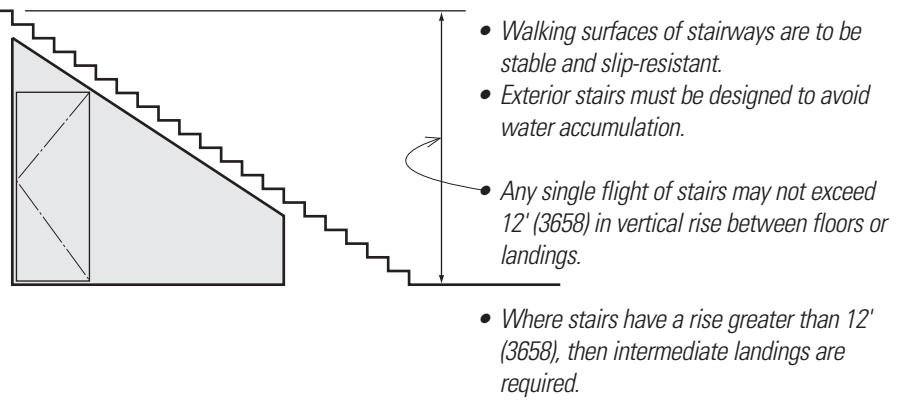 • Walking surfaces of stairways are to be
stable and slip-resistant.
• Exterior stairs must be designed to avoid
water accumulation.
• Any single flight of stairs may not exceed
12' (3658) in vertical rise between floors or
landings.
• Where stairs have a rise greater than 12'
(3658), then intermediate landings are
required.